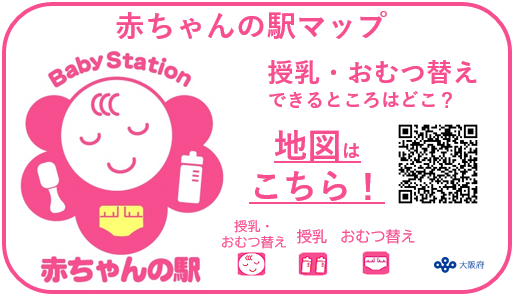 赤ちゃんの駅マップ
Baby Station
赤ちゃんの駅
授乳・おむつ替え
できるところはどこ？
地図は
こちら！
授乳・
おむつ替え
授乳
おむつ替え
大阪府